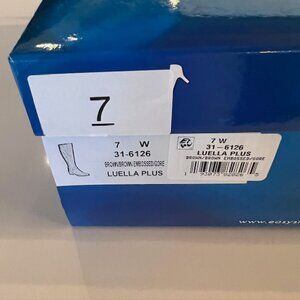 7
7 W
31-6126
BROWN/BROWN EMBOSSED/GORE
LUELLA PLUS
7 W
31-6126
LUELLA PLUS
BROWN/BROWN EMBOSSED/GORE